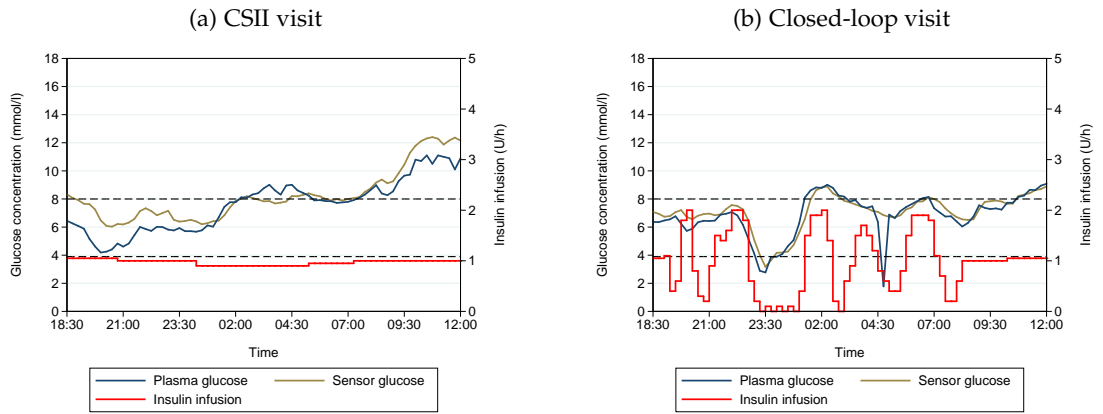 (a) CSII visit
18
16
14
12
10
8
6
4
2
0
Glucose concentration (mmol/l)
5
4
3
2
1
0
Insulin infusion (U/h)
18:30 21:00 23:30 02:00 04:30 07:00 09:30 12:00
Time
Plasma glucose Sensor glucose
Insulin infusion
(b) Closed-loop visit
18
16
14
12
10
8
6
4
2
0
Glucose concentration (mmol/l)
5
4
3
2
1
0
Insulin infusion (U/h)
18:30 21:00 23:30 02:00 04:30 07:00 09:30 12:00
Time
Plasma glucose Sensor glucose
Insulin infusion